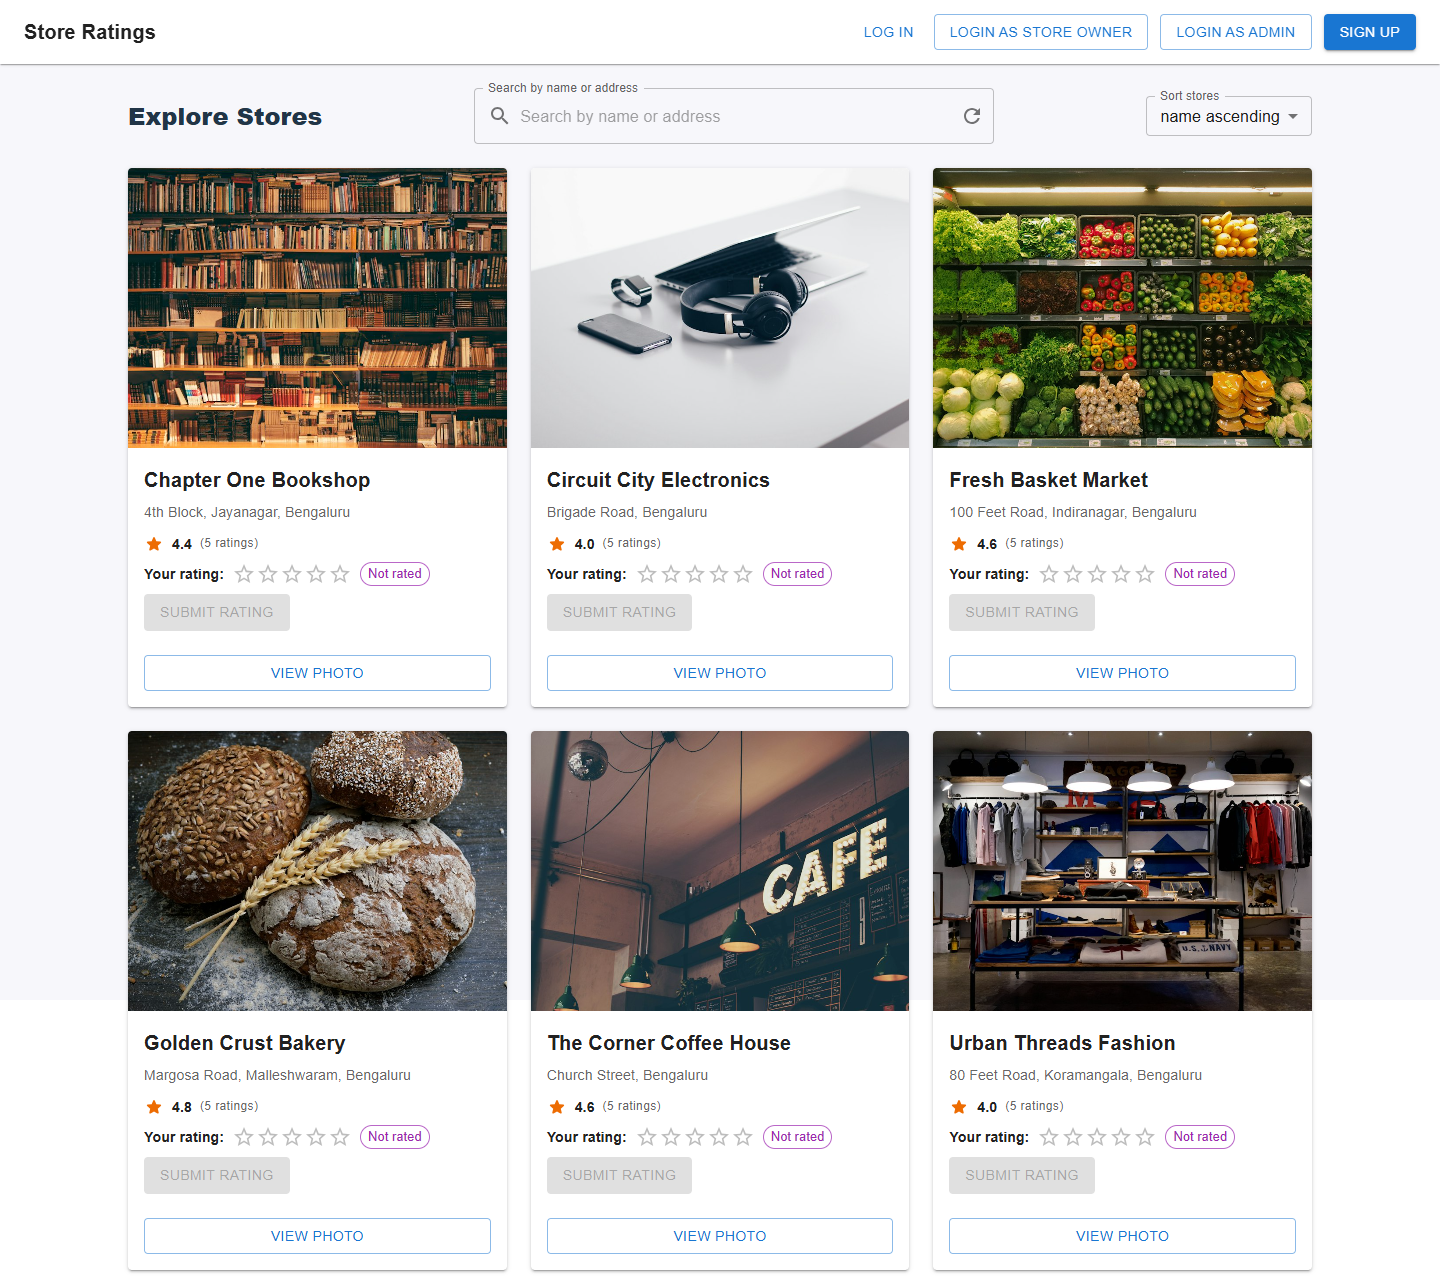 Store Ratings
LOG IN
LOGIN AS STORE OWNER
LOGIN AS ADMIN
SIGN UP
Explore Stores
Search by name or address
Search by name or address
Sort stores
name ascending
Chapter One Bookshop
4th Block, Jayanagar, Bengaluru
4.4 (5 ratings)
Your rating: Not rated
SUBMIT RATING
VIEW PHOTO
Circuit City Electronics
Brigade Road, Bengaluru
4.0 (5 ratings)
Your rating: Not rated
SUBMIT RATING
VIEW PHOTO
Fresh Basket Market
100 Feet Road, Indiranagar, Bengaluru
4.6 (5 ratings)
Your rating: Not rated
SUBMIT RATING
VIEW PHOTO
Golden Crust Bakery
Margosa Road, Malleshwaram, Bengaluru
4.8 (5 ratings)
Your rating: Not rated
SUBMIT RATING
VIEW PHOTO
CAFE
The Corner Coffee House
Church Street, Bengaluru
4.6 (5 ratings)
Your rating: Not rated
SUBMIT RATING
VIEW PHOTO
U.S. NAVY
Urban Threads Fashion
80 Feet Road, Koramangala, Bengaluru
4.0 (5 ratings)
Your rating: Not rated
SUBMIT RATING
VIEW PHOTO